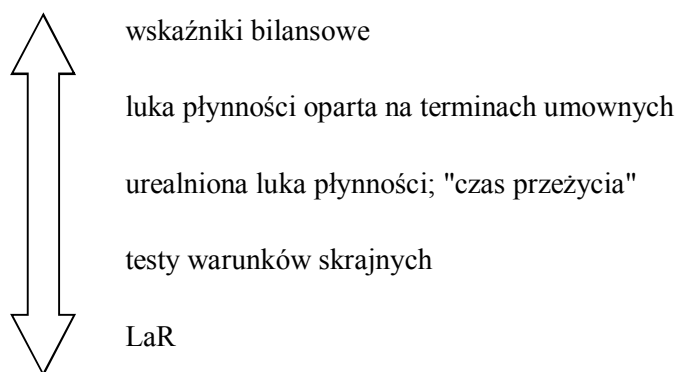 wskaźniki bilansowe
luka płynności oparta na terminach umownych
urealniona luka płynności; "czas przeżycia"
testy warunków skrajnych
LaR